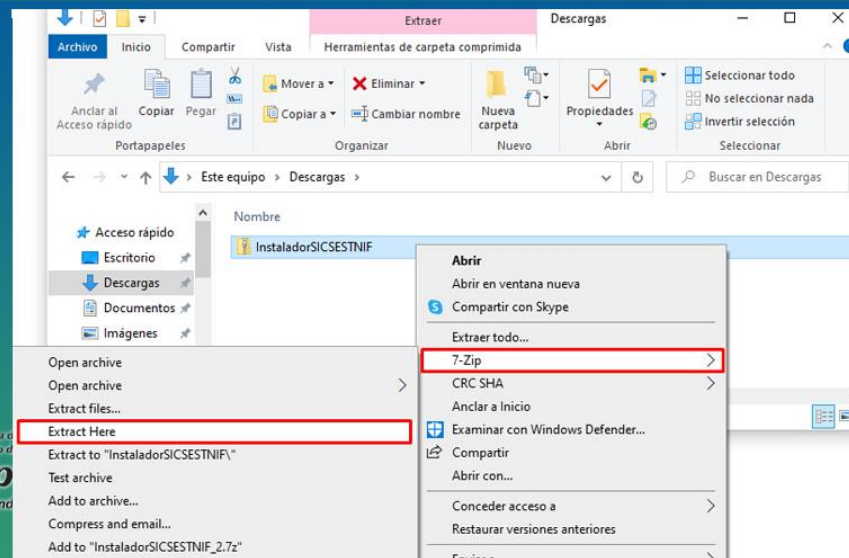 Extraer
Descargas
Archivo Inicio Compartir Vista Herramientas de carpeta comprimida
Anclar al
Acceso rápido
Copiar
Pegar
Portapapeles
Mover a
Copiar a
Eliminar
Cambiar nombre
Organizar
Nueva
carpeta
Nuevo
Propiedades
Abrir
Seleccionar todo
No seleccionar nada
Invertir selección
Seleccionar
Este equipo > Descargas >
Buscar en Descargas
Acceso rápido
Escritorio
Descargas
Documentos
Imágenes
Nombre
InstaladorSICSESTNIF
Abrir
Abrir en ventana nueva
Compartir con Skype
Extraer todo...
7-Zip
CRC SHA
Anclar a Inicio
Examinar con Windows Defender...
Compartir
Abrir con...
Conceder acceso a
Restaurar versiones anteriores
Open archive
Open archive
Extract files...
Extract Here
Extract to "InstaladorSICSESTNIF\"
Test archive
Add to archive...
Compress and email...
Add to "InstaladorSICSESTNIF_2.7z"